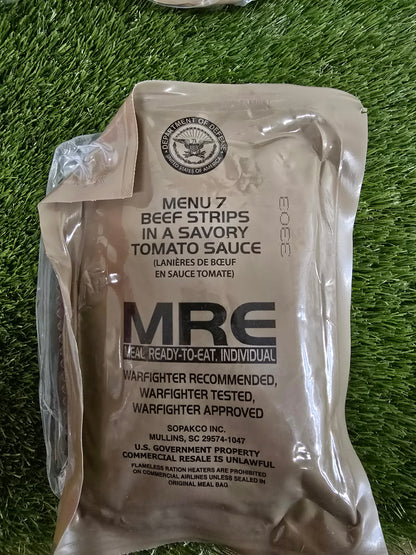 DEPARTMENT OF DEFENSE
UNITED STATES OF AMERICA
MENU 7
BEEF STRIPS
IN A SAVORY
TOMATO SAUCE
(LANIÈRES DE BŒUF
EN SAUCE TOMATE)
3303
MRE
MEAL READY-TO-EAT, INDIVIDUAL
WARFIGHTER RECOMMENDED,
WARFIGHTER TESTED,
WARFIGHTER APPROVED
SOPAKCO INC.
MULLINS, SC 29574-1047
U.S. GOVERNMENT PROPERTY
COMMERCIAL RESALE IS UNLAWFUL
FLAMELESS RATION HEATERS ARE PROHIBITED
ON COMMERCIAL AIRLINES UNLESS SEALED IN
ORIGINAL MEAL BAG